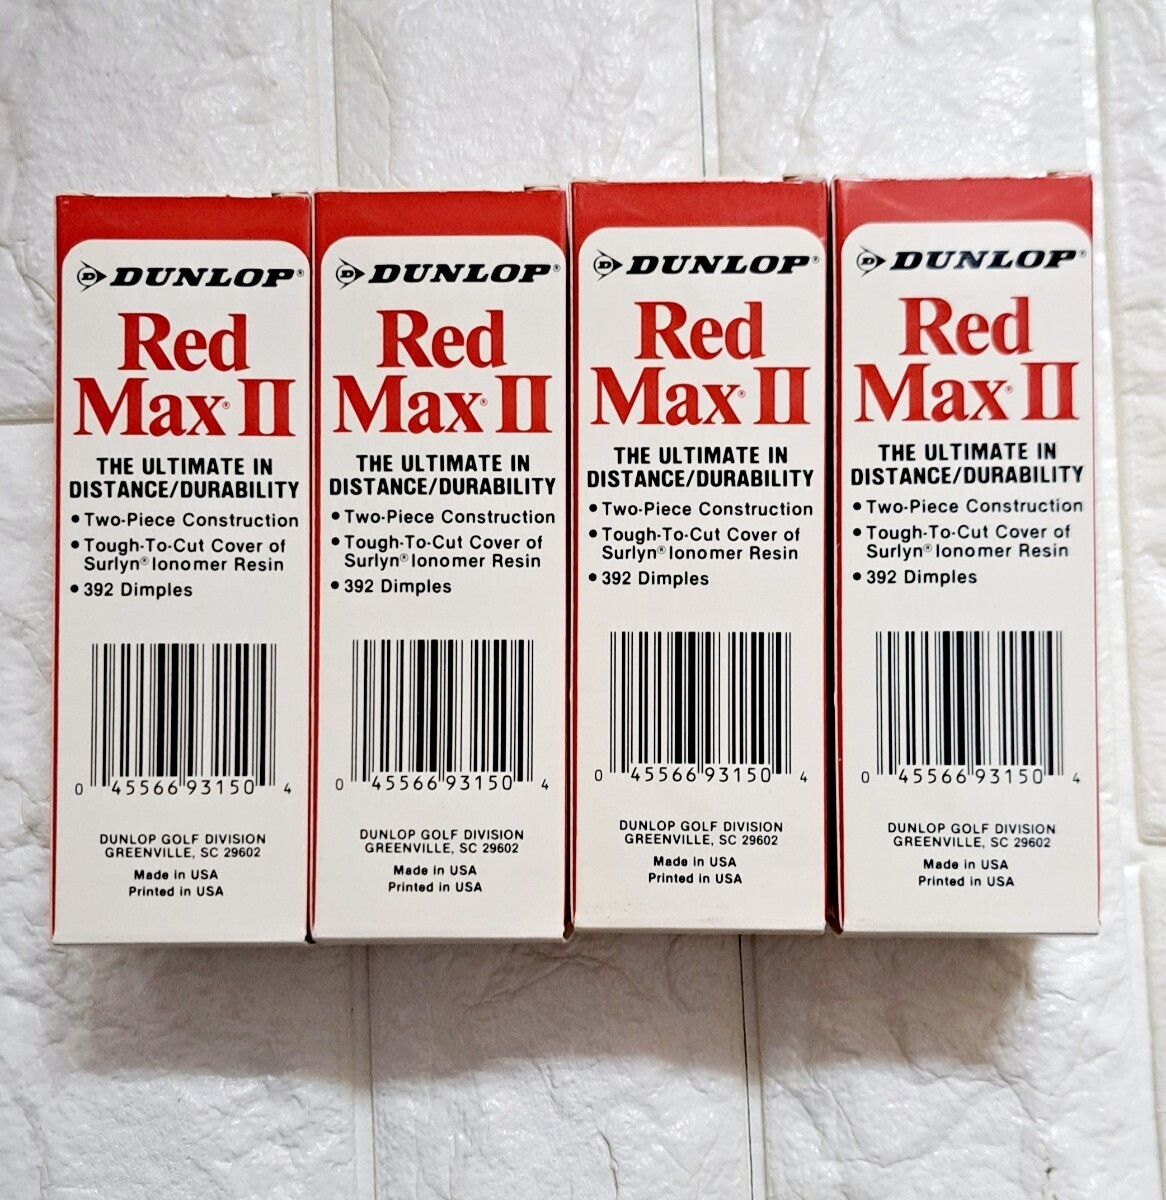 D DUNLOP®
Red
Max® II
THE ULTIMATE IN
DISTANCE/DURABILITY
• Two-Piece Construction
• Tough-To-Cut Cover of
Surlyn® Ionomer Resin
• 392 Dimples
0 45566 93150 4
DUNLOP GOLF DIVISION
GREENVILLE, SC 29602
Made in USA
Printed in USA
D DUNLOP®
Red
Max® II
THE ULTIMATE IN
DISTANCE/DURABILITY
• Two-Piece Construction
• Tough-To-Cut Cover of
Surlyn® Ionomer Resin
• 392 Dimples
0 45566 93150 4
DUNLOP GOLF DIVISION
GREENVILLE, SC 29602
Made in USA
Printed in USA
D DUNLOP®
Red
Max® II
THE ULTIMATE IN
DISTANCE/DURABILITY
• Two-Piece Construction
• Tough-To-Cut Cover of
Surlyn® Ionomer Resin
• 392 Dimples
0 45566 93150 4
DUNLOP GOLF DIVISION
GREENVILLE, SC 29602
Made in USA
Printed in USA
D DUNLOP®
Red
Max® II
THE ULTIMATE IN
DISTANCE/DURABILITY
• Two-Piece Construction
• Tough-To-Cut Cover of
Surlyn® Ionomer Resin
• 392 Dimples
0 45566 93150 4
DUNLOP GOLF DIVISION
GREENVILLE, SC 29602
Made in USA
Printed in USA